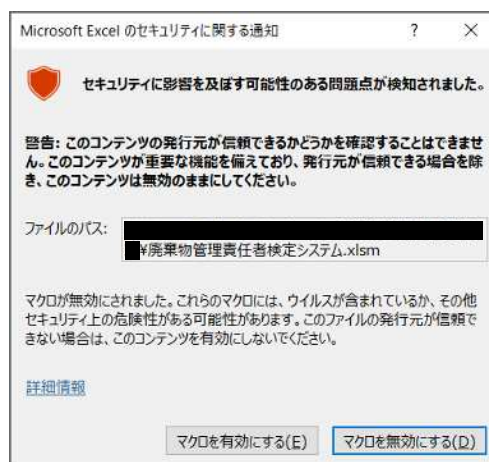 Microsoft Excel のセキュリティに関する通知
?
×
セキュリティに影響を及ぼす可能性のある問題点が検知されました。
警告: このコンテンツの発行元が信頼できるかどうかを確認することはできませ
ん。このコンテンツが重要な機能を備えており、発行元が信頼できる場合を除
き、このコンテンツは無効のままにしてください。
ファイルのパス:
¥廃棄物管理責任者検定システム.xlsm
マクロが無効にされました。これらのマクロには、ウイルスが含まれているか、その他
セキュリティ上の危険性がある可能性があります。このファイルの発行元が信頼
できない場合は、このコンテンツを有効にしないでください。
詳細情報
マクロを有効にする(E)
マクロを無効にする(D)